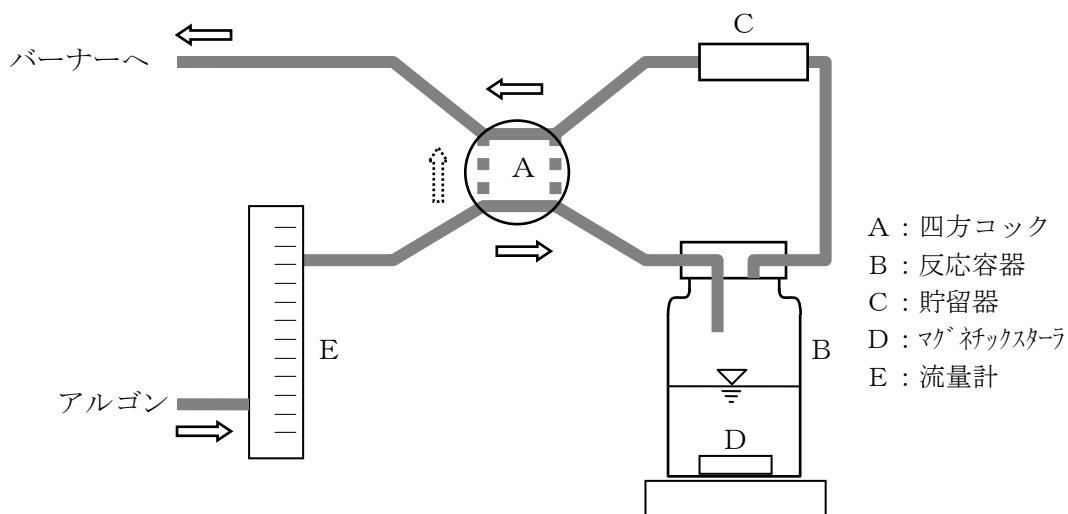 バーナーへ
C
A
E
アルゴン
B
D
A：四方コック
B：反応容器
C：貯留器
D：ﾏｸﾞﾈﾁｯｸｽﾀｰﾗ
E：流量計